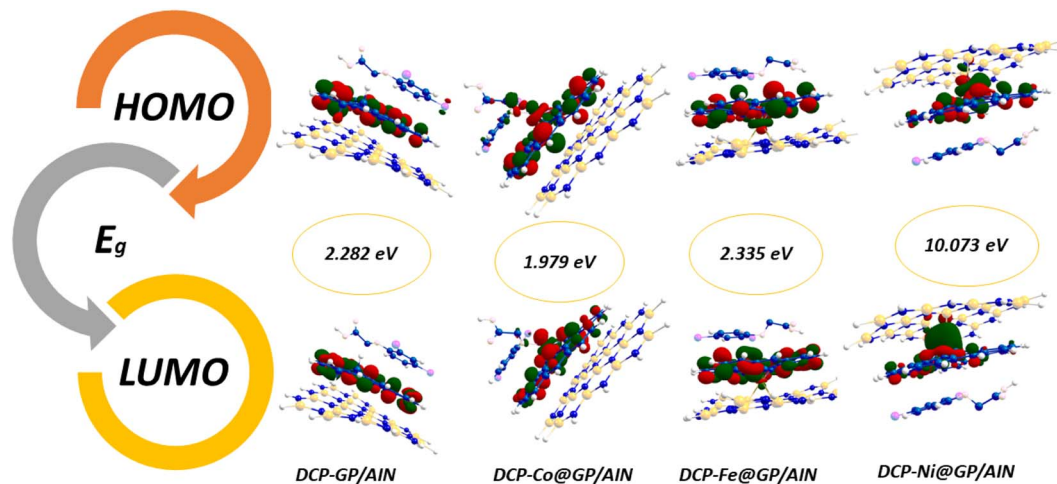 HOMO
Eg
LUMO
2.282 eV
1.979 eV
2.335 eV
10.073 eV
DCP-GP/AlN
DCP-Co@GP/AlN
DCP-Fe@GP/AlN
DCP-Ni@GP/AlN